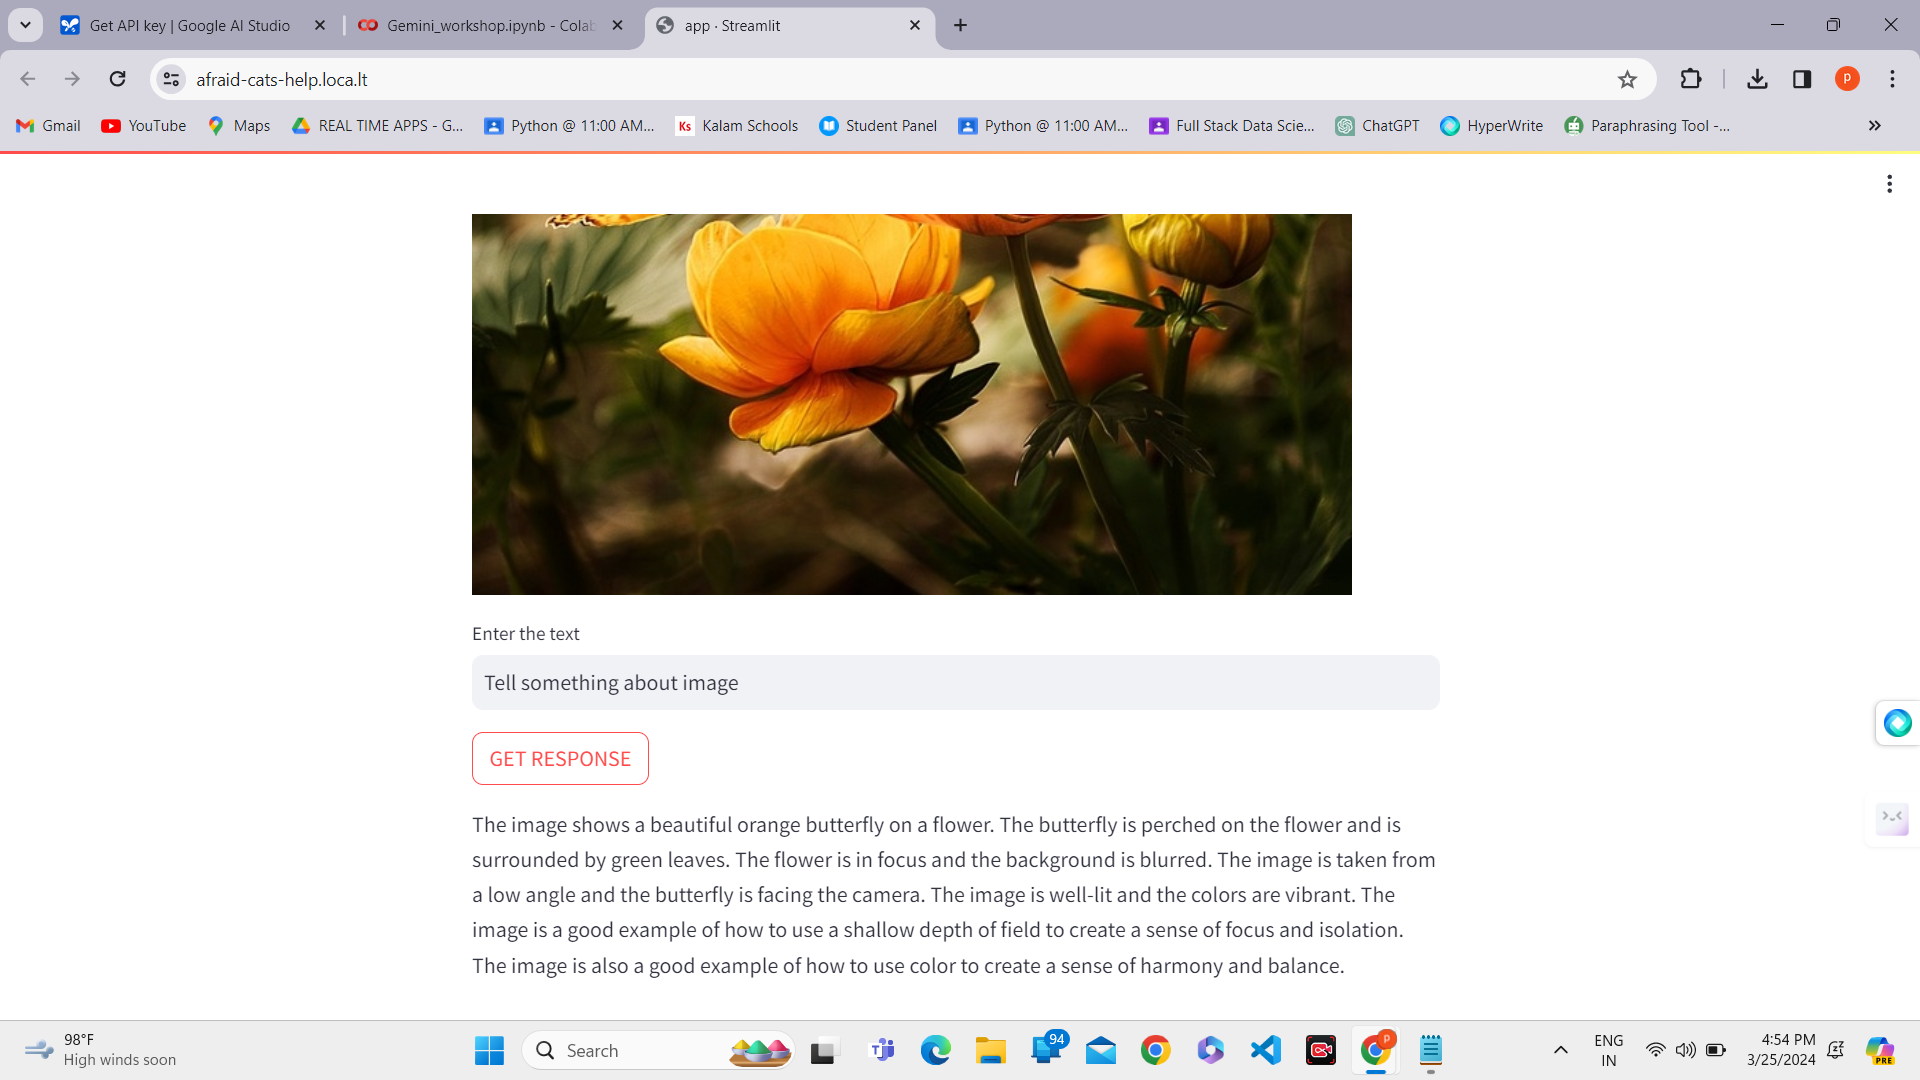 Get API key | Google AI Studio
Gemini_workshop.ipynb - Colab
app · Streamlit
afraid-cats-help.loca.lt
P
Gmail
YouTube
Maps
REAL TIME APPS - G...
Python @ 11:00 AM...
Ks
Kalam Schools
Student Panel
Python @ 11:00 AM...
Full Stack Data Scie...
ChatGPT
HyperWrite
Paraphrasing Tool -...
Enter the text
Tell something about image
GET RESPONSE
The image shows a beautiful orange butterfly on a flower. The butterfly is perched on the flower and is
surrounded by green leaves. The flower is in focus and the background is blurred. The image is taken from
a low angle and the butterfly is facing the camera. The image is well-lit and the colors are vibrant. The
image is a good example of how to use a shallow depth of field to create a sense of focus and isolation.
The image is also a good example of how to use color to create a sense of harmony and balance.
98°F
High winds soon
Search
94
P
ENG
IN
4:54 PM
3/25/2024
PRE